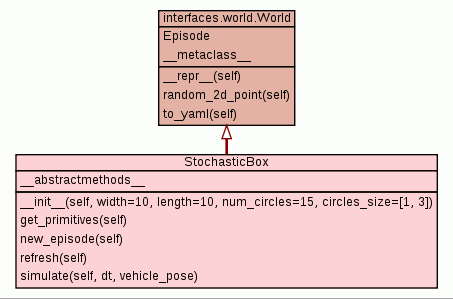 interfaces.world.World
Episode
__metaclass__
__repr__(self)
random_2d_point(self)
to_yaml(self)
StochasticBox
__abstractmethods__
__init__(self, width=10, length=10, num_circles=15, circles_size=[1, 3])
get_primitives(self)
new_episode(self)
refresh(self)
simulate(self, dt, vehicle_pose)